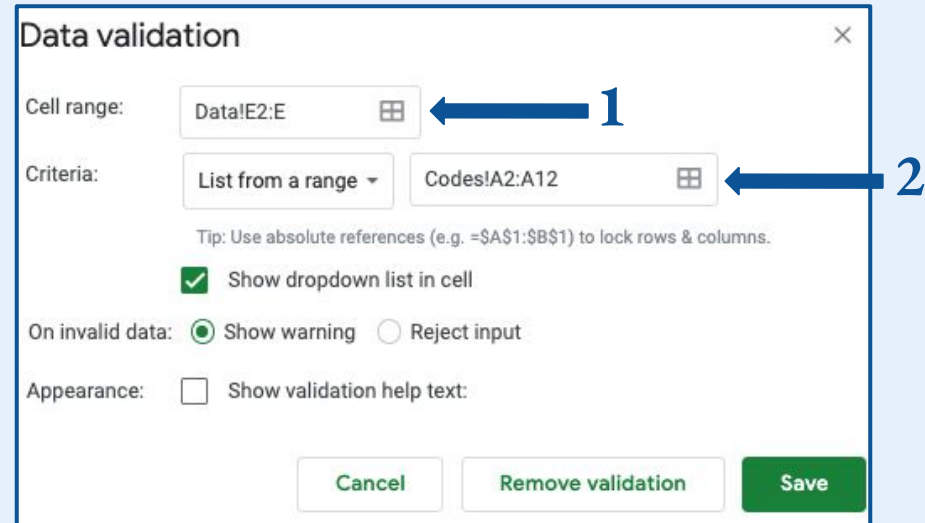 Data validation
Cell range: Data!E2:E 1
Criteria: List from a range Codes!A2:A12 2
Tip: Use absolute references (e.g. =$A$1:$B$1) to lock rows & columns.
Show dropdown list in cell
On invalid data: Show warning Reject input
Appearance: Show validation help text:
Cancel Remove validation Save